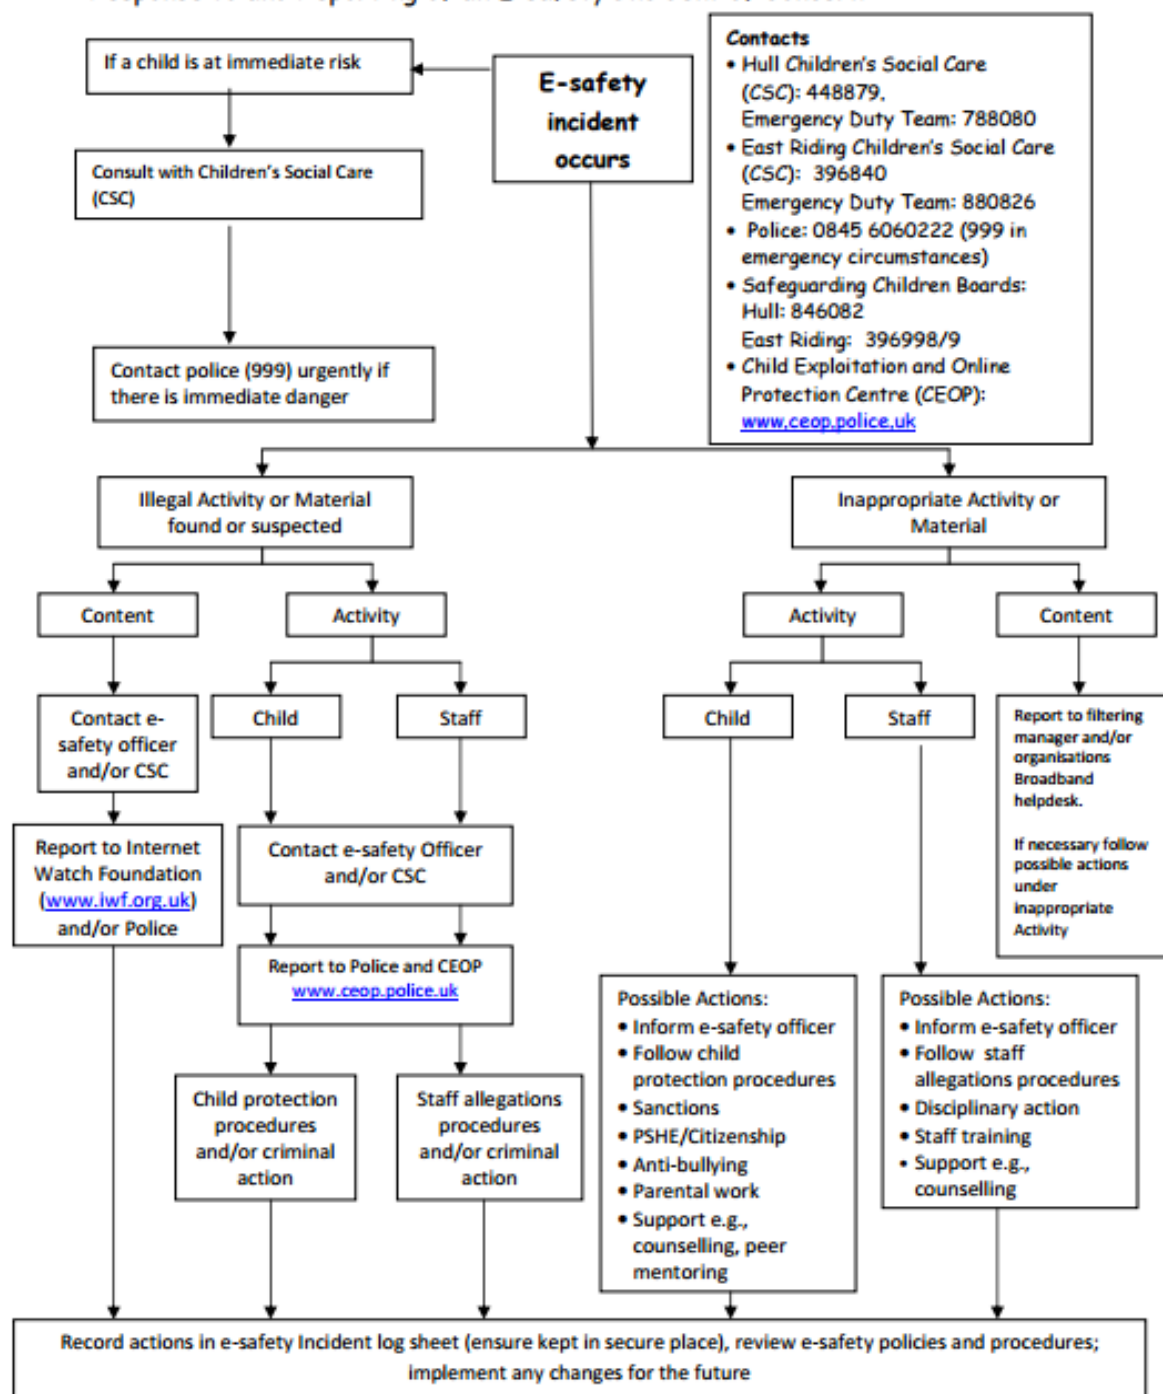 Response to and Reporting of an E-safety Incident or Concern
If a child is at immediate risk
E-safety
incident
occurs
Contacts
• Hull Children's Social Care
(CSC): 448879,
Emergency Duty Team: 788080
• East Riding Children's Social Care
(CSC): 396840
Emergency Duty Team: 880826
• Police: 0845 6060222 (999 in
emergency circumstances)
• Safeguarding Children Boards:
Hull: 846082
East Riding: 396998/9
• Child Exploitation and Online
Protection Centre (CEOP):
www.ceop.police.uk
Consult with Children's Social Care
(CSC)
Contact police (999) urgently if
there is immediate danger
Illegal Activity or Material
found or suspected
Inappropriate Activity or
Material
Content
Activity
Activity
Content
Contact e-
safety officer
and/or CSC
Child
Staff
Child
Staff
Report to filtering
manager and/or
organisations
Broadband
helpdesk.
If necessary follow
possible actions
under
inappropriate
Activity
Report to Internet
Watch Foundation
(www.iwf.org.uk)
and/or Police
Contact e-safety Officer
and/or CSC
Report to Police and CEOP
www.ceop.police.uk
Child protection
procedures
and/or criminal
action
Staff allegations
procedures
and/or criminal
action
Possible Actions:
• Inform e-safety officer
• Follow child
protection procedures
• Sanctions
• PSHE/Citizenship
• Anti-bullying
• Parental work
• Support e.g.,
counselling, peer
mentoring
Possible Actions:
• Inform e-safety officer
• Follow staff
allegations procedures
• Disciplinary action
• Staff training
• Support e.g.,
counselling
Record actions in e-safety Incident log sheet (ensure kept in secure place), review e-safety policies and procedures;
implement any changes for the future